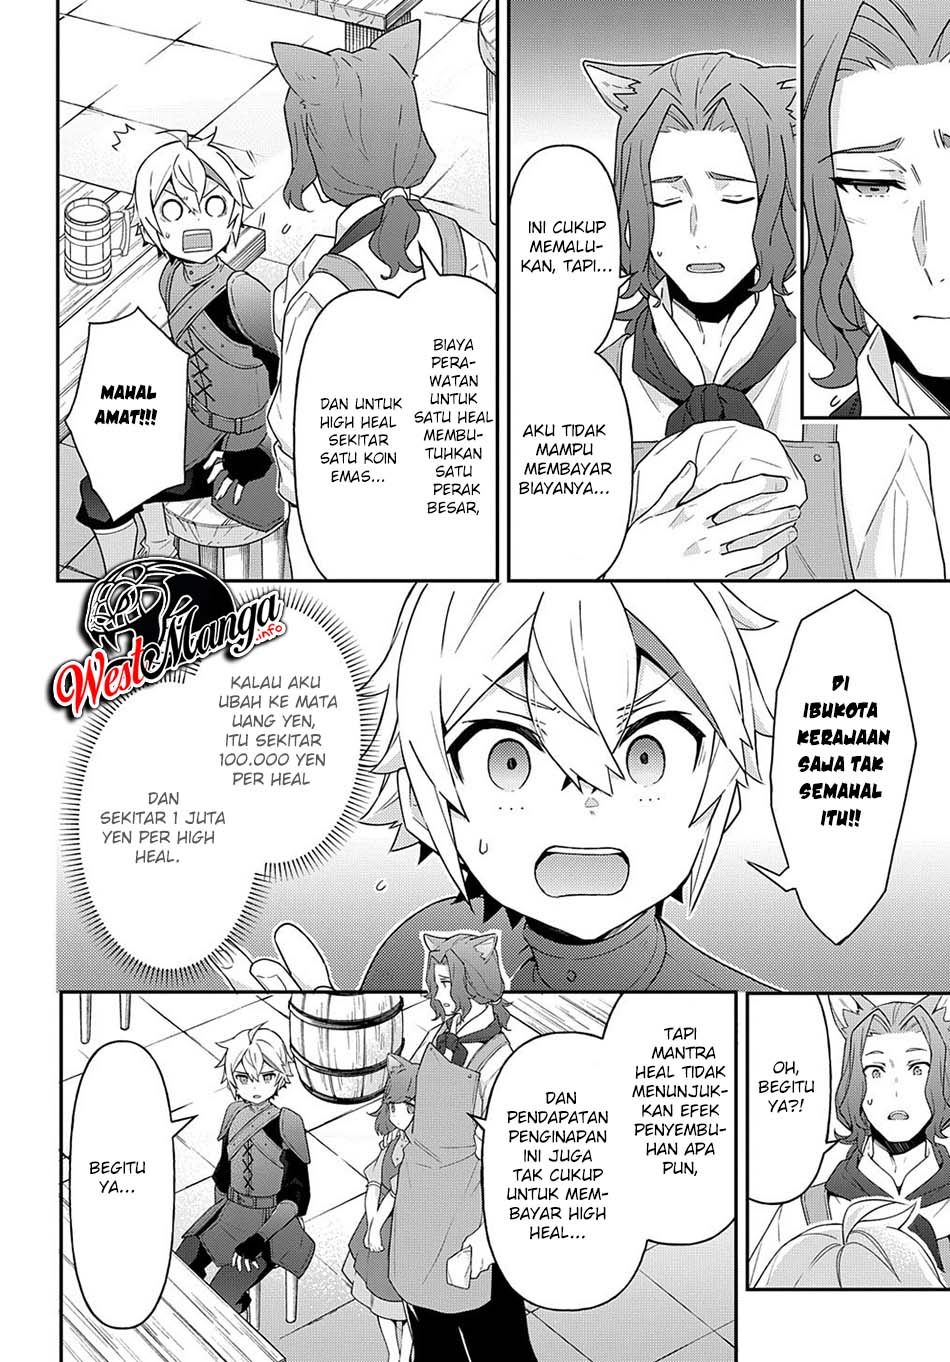 INI CUKUP
MEMALU-
KAN, TAPI...
AKU TIDAK
MAMPU
MEMBAYAR
BIAYANYA...
BIAYA
PERA-
WATAN
UNTUK
SATU HEAL
MEMBU-
TUHKAN
SATU
PERAK
BESAR,
DAN UNTUK
HIGH HEAL
SEKITAR
SATU KOIN
EMAS...
MAHAL
AMAT!!!
DI
IBUKOTA
KERAJAAN
SAJA TAK
SEMAHAL
ITU!!
KALAU AKU
UBAH KE MATA
UANG YEN,
ITU SEKITAR
100.000 YEN
PER HEAL
DAN
SEKITAR 1 JUTA
YEN PER HIGH
HEAL.
WestManga
.info
OH,
BEGITU
YA?!
TAPI
MANTRA
HEAL TIDAK
MENUNJUK-
KAN EFEK
PENYEMBU-
HAN APA
PUN,
DAN
PENDAPATAN
PENGINAPAN
INI JUGA
TAK CUKUP
UNTUK MEM-
BAYAR HIGH
HEAL...
BEGITU
YA...